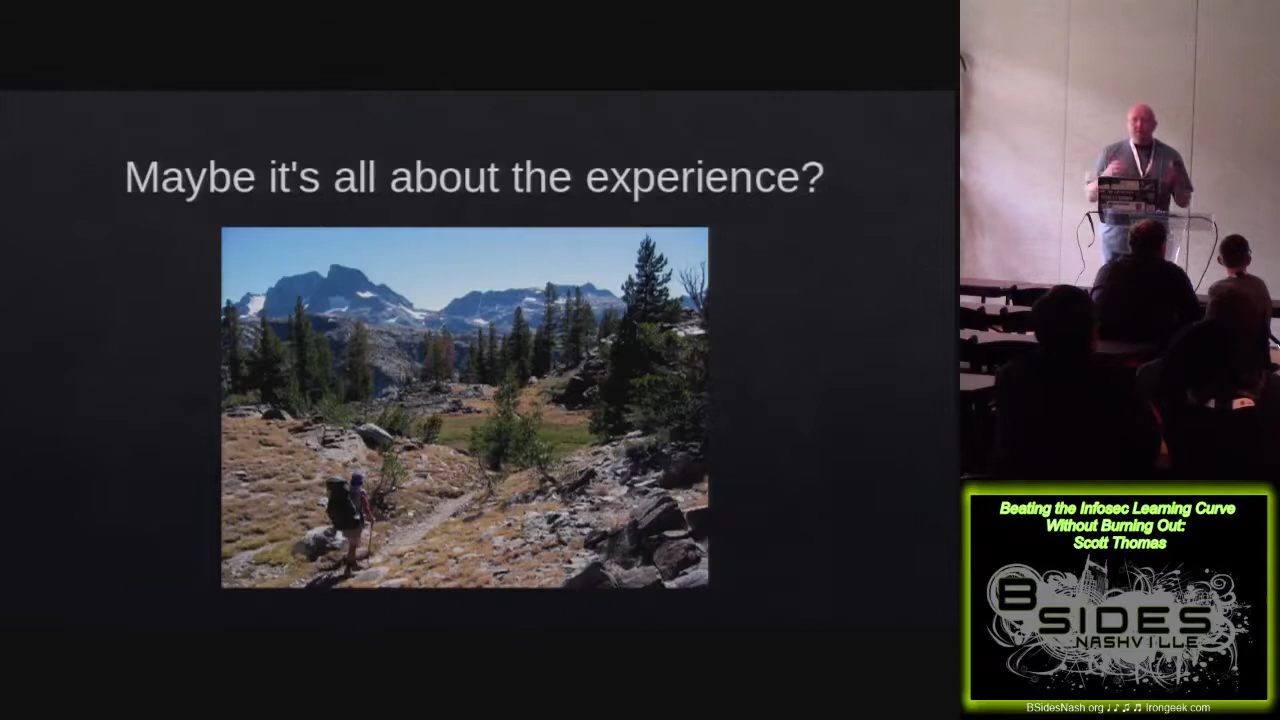 Maybe it's all about the experience?
Beating the Infosec Learning Curve
Without Burning Out:
Scott Thomas
BSIDES
NASHVILLE
BSidesNash.org ♩ ♪ ♫ ♬ Irongeek.com